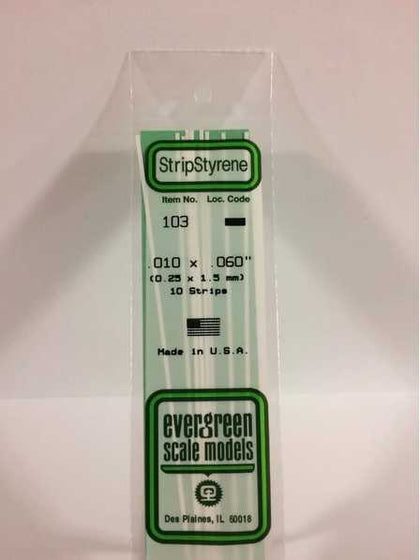 StripStyrene
Item No. Loc. Code
103
.010 x .060"
(0.25 x 1.5 mm)
10 Strips
Made in U.S.A.
evergreen
scale models
Des Plaines, IL 60018